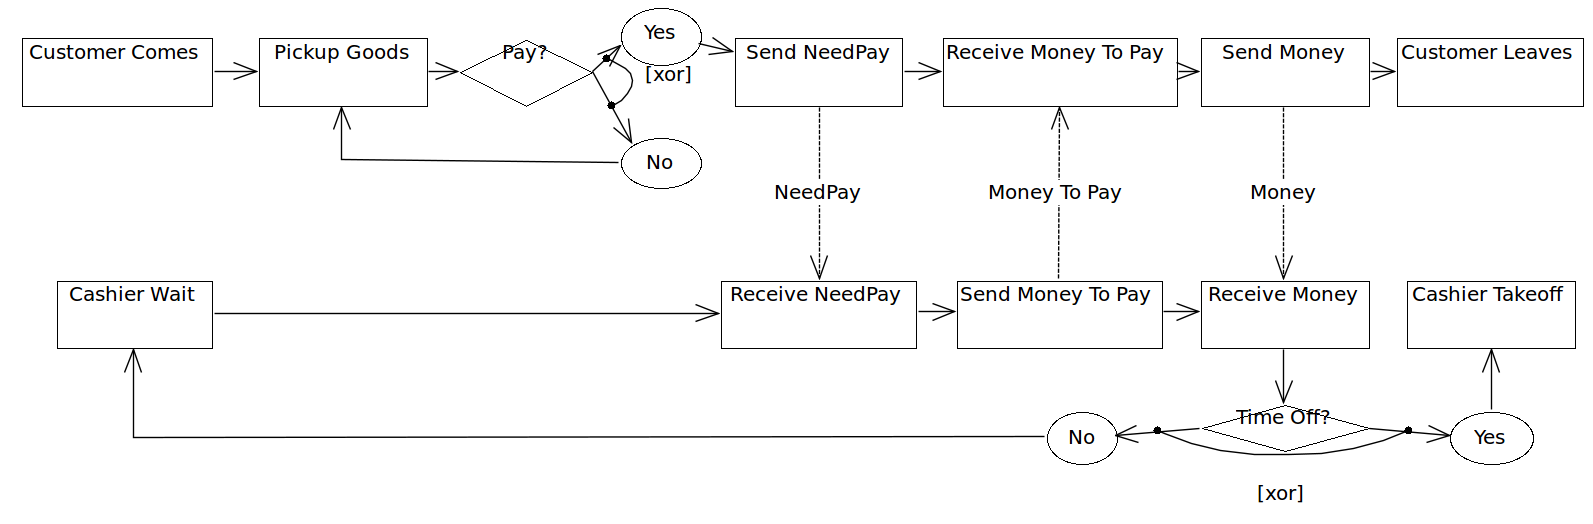 Customer Comes
Pickup Goods
Pay?
Yes
[xor]
No
Send NeedPay
Receive Money To Pay
Send Money
Customer Leaves
NeedPay
Money To Pay
Money
Cashier Wait
Receive NeedPay
Send Money To Pay
Receive Money
Cashier Takeoff
Time Off?
No
Yes
[xor]